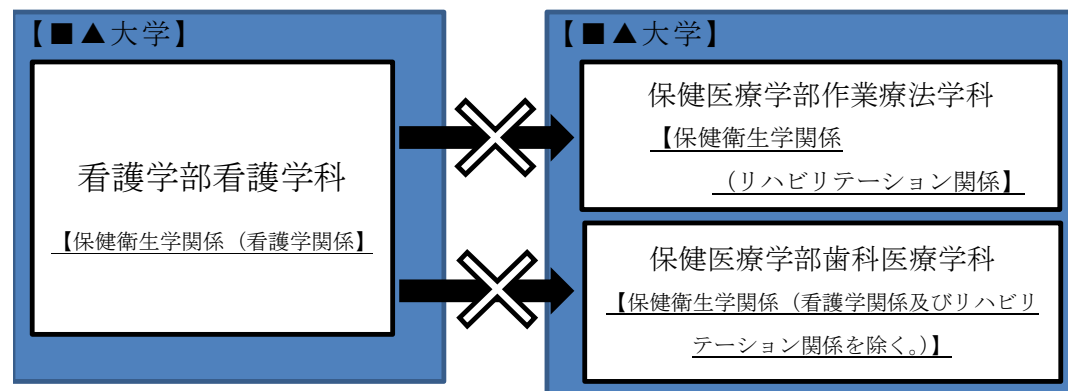 【■▲大学】
看護学部看護学科
【保健衛生学関係（看護学関係】
【■▲大学】
保健医療学部作業療法学科
【保健衛生学関係
（リハビリテーション関係】
保健医療学部歯科医療学科
【保健衛生学関係（看護学関係及びリハビリ
テーション関係を除く。）】